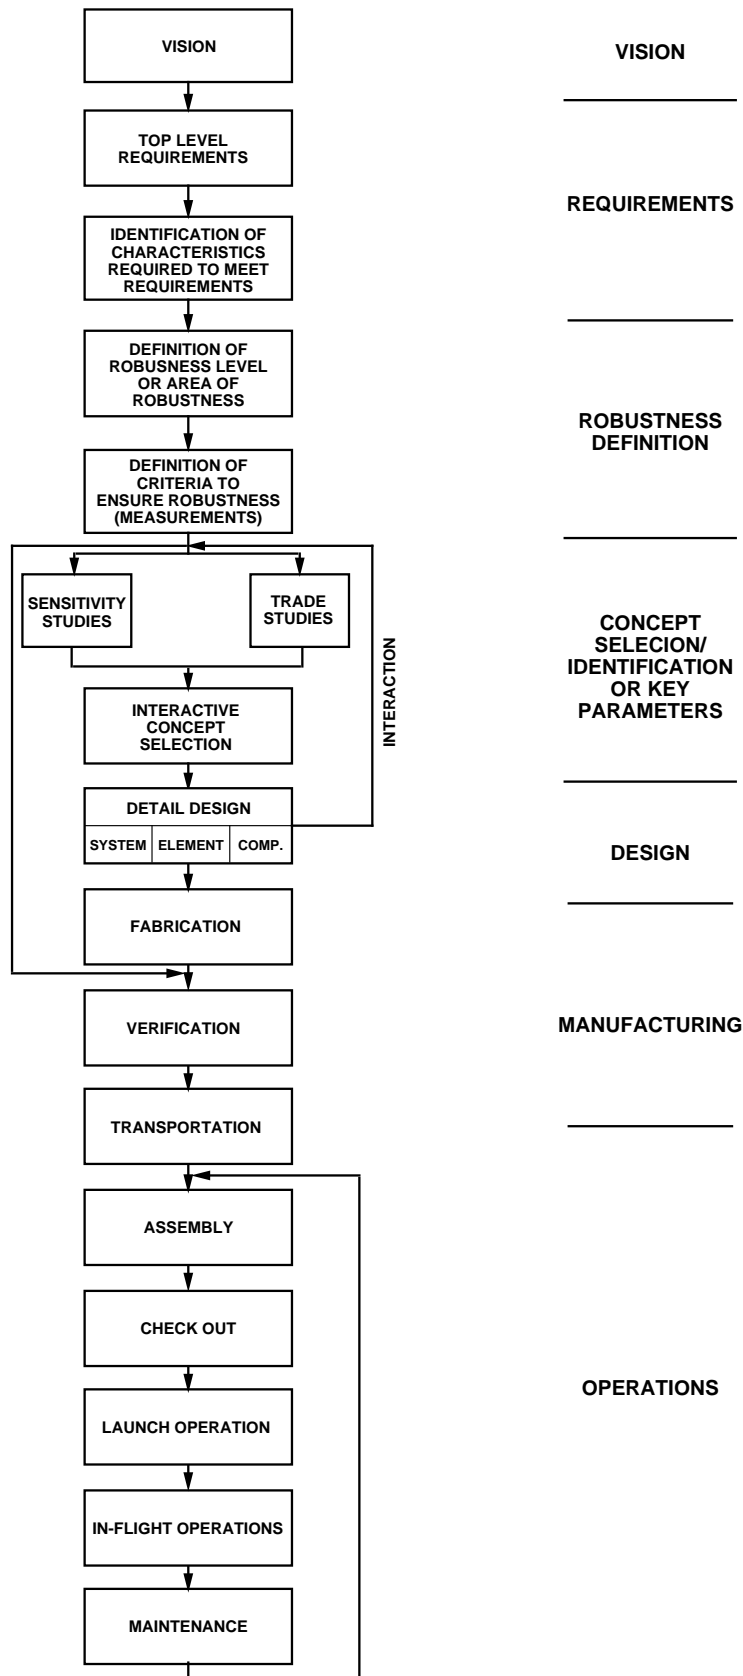 VISION
TOP LEVEL
REQUIREMENTS
IDENTIFICATION OF
CHARACTERISTICS
REQUIRED TO MEET
REQUIREMENTS
DEFINITION OF
ROBUSNESS LEVEL
OR AREA OF
ROBUSTNESS
DEFINITION OF
CRITERIA TO
ENSURE ROBUSTNESS
(MEASUREMENTS)
SENSITIVITY
STUDIES
TRADE
STUDIES
INTERACTION
INTERACTIVE
CONCEPT
SELECTION
DETAIL DESIGN
SYSTEM ELEMENT COMP.
FABRICATION
VERIFICATION
TRANSPORTATION
ASSEMBLY
CHECK OUT
LAUNCH OPERATION
IN-FLIGHT OPERATIONS
MAINTENANCE
VISION
REQUIREMENTS
ROBUSTNESS
DEFINITION
CONCEPT
SELECION/
IDENTIFICATION
OR KEY
PARAMETERS
DESIGN
MANUFACTURING
OPERATIONS